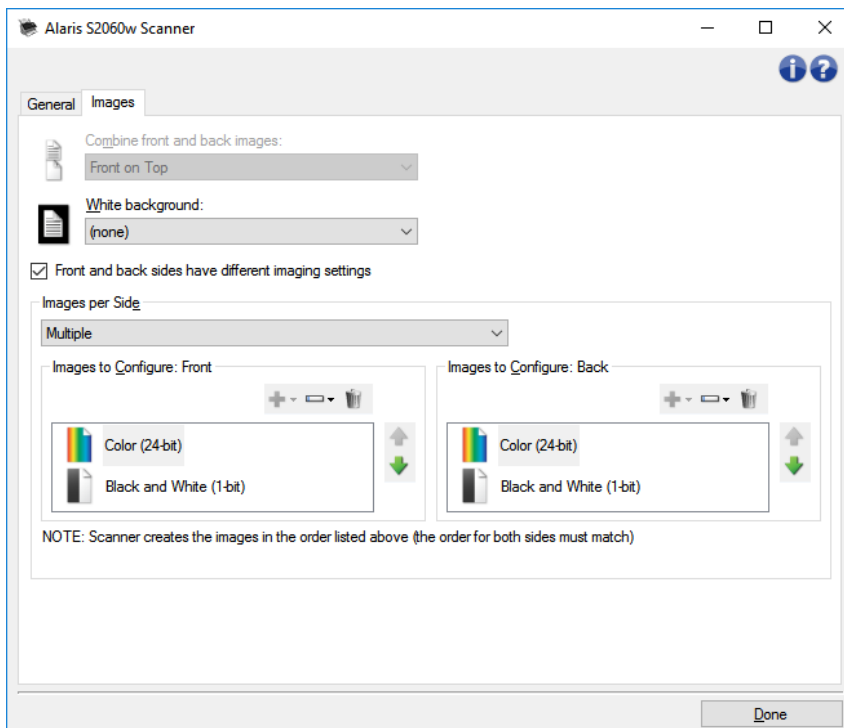 Alaris S2060w Scanner
General
Images
Combine front and back images:
Front on Top
White background:
(none)
Front and back sides have different imaging settings
Images per Side
Multiple
Images to Configure: Front
Images to Configure: Back
Color (24-bit)
Color (24-bit)
Black and White (1-bit)
Black and White (1-bit)
NOTE: Scanner creates the images in the order listed above (the order for both sides must match)
Done